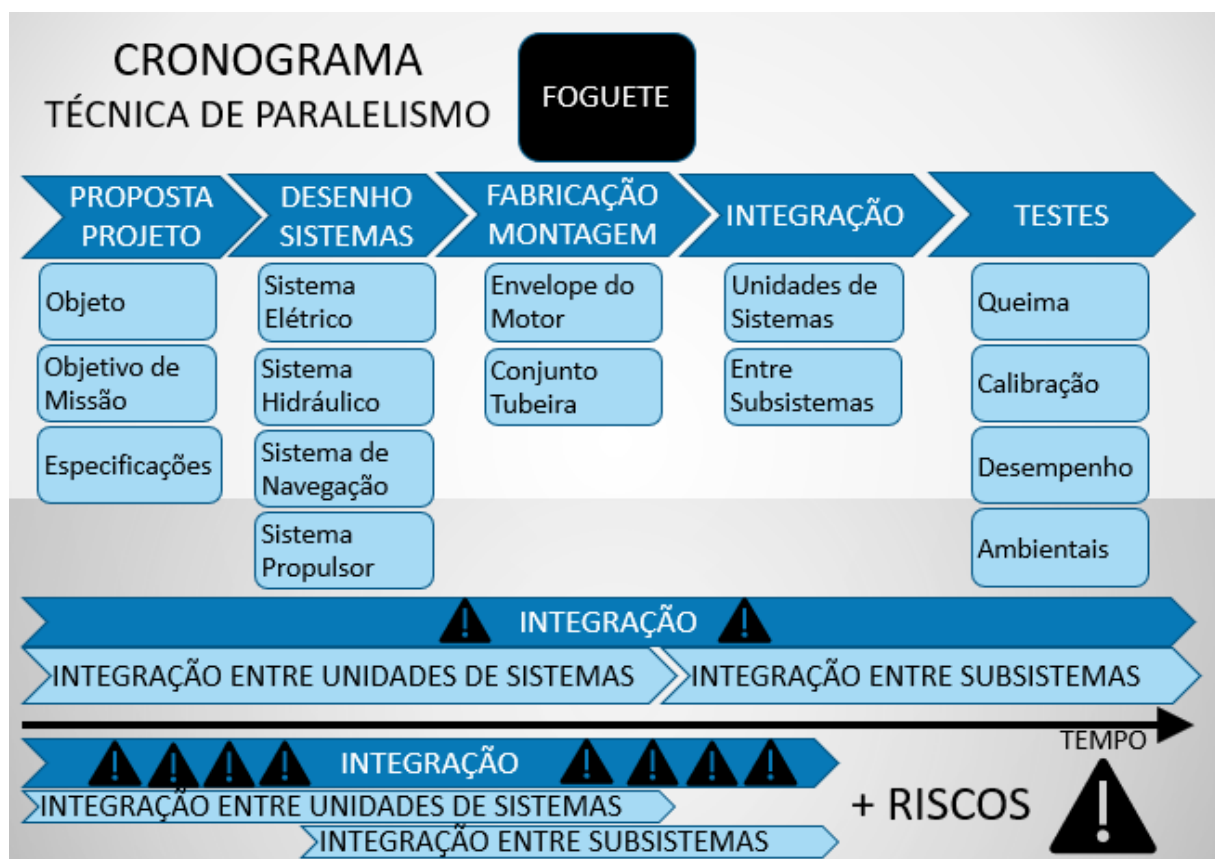 CRONOGRAMA
TÉCNICA DE PARALELISMO
FOGUETE
PROPOSTA
PROJETO
DESENHO
SISTEMAS
FABRICAÇÃO
MONTAGEM
INTEGRAÇÃO
TESTES
Objeto
Objetivo de
Missão
Especificações
Sistema
Elétrico
Sistema
Hidráulico
Sistema de
Navegação
Sistema
Propulsor
Envelope do
Motor
Conjunto
Tubeira
Unidades de
Sistemas
Entre
Subsistemas
Queima
Calibração
Desempenho
Ambientais
INTEGRAÇÃO
INTEGRAÇÃO ENTRE UNIDADES DE SISTEMAS
INTEGRAÇÃO ENTRE SUBSISTEMAS
TEMPO
INTEGRAÇÃO
INTEGRAÇÃO ENTRE UNIDADES DE SISTEMAS
INTEGRAÇÃO ENTRE SUBSISTEMAS
+ RISCOS